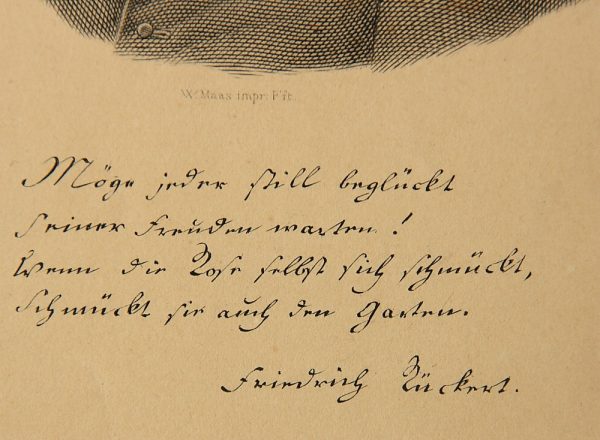 W. Maas impr. Fft.
Möge jeder still beglückt
seiner Freuden warten!
Wenn die Rose selbst sich schmückt,
Schmückt sie auch den Garten.
Friedrich Rückert.